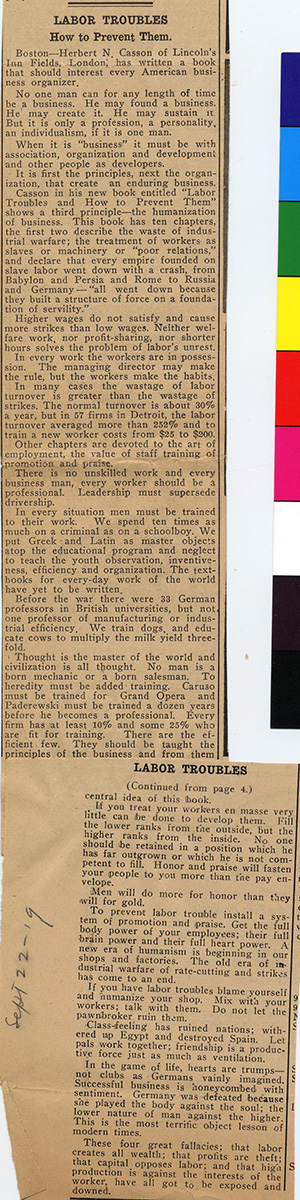 LABOR TROUBLES
How to Prevent Them.
Boston—Herbert N. Casson of Lincoln's
Inn Fields, London, has written a book
that should interest every American busi-
ness organizer.
No one man can for any length of time
be a business. He may found a business.
He may create it. He may sustain it
But it is only a profession, a personality,
an individualism, if it is one man.
When it is "business" it must be with
association, organization and development
and other people as developers.
It is first the principles, next the organ-
ization, that create an enduring business.
Casson in his new book entitled "Labor
Troubles and How to Prevent Them"
shows a third principle—the humanization
of business. This book has ten chapters,
the first two describe the waste of indus-
trial warfare; the treatment of workers as
slaves or machinery or "poor relations,"
and declare that every empire founded on
slave labor went down with a crash, from
Babylon and Persia and Rome to Russia
and Germany—"all went down because
they built a structure of force on a founda-
tion of servility."
Higher wages do not satisfy and cause
more strikes than low wages. Neither wel-
fare work, nor profit-sharing, nor shorter
hours solves the problem of labor's unrest.
In every work the workers are in posses-
sion. The managing director may make
the rule, but the workers make the habits.
In many cases the wastage of labor
turnover is greater than the wastage of
strikes. The normal turnover is about 30%
a year, but in 57 firms in Detroit, the labor
turnover averaged more than 252% and to
train a new worker costs from $25 to $200.
Other chapters are devoted to the art of
employment, the value of staff training of
promotion and praise.
There is no unskilled work and every
business man, every worker should be a
professional. Leadership must supersede
drivership.
In every situation men must be trained
to their work. We spend ten times as
much on a criminal as on a schoolboy. We
put Greek and Latin as master objects
atop the educational program and neglect
to teach the youth observation, inventive-
ness, efficiency and organization. The text-
books for every-day work of the world
have yet to be written.
Before the war there were 33 German
professors in British universities, but not
one professor of manufacturing or indus-
trial efficiency. We train dogs, and edu-
cate cows to multiply the milk yield three-
fold.
Thought is the master of the world and
civilization is all thought. No man is a
born mechanic or a born salesman. To
heredity must be added training. Caruso
must be trained for Grand Opera and
Paderewski must be trained a dozen years
before he becomes a professional. Every
firm has at least 10% and some 25% who
are fit for training. There are the ef-
ficient few. They should be taught the
principles of the business and from them
LABOR TROUBLES
(Continued from page 4.)
central idea of this book.
If you treat your workers en masse very
little can be done to develop them. Fill
the lower ranks from the outside, but the
higher ranks from the inside. No one
should be retained in a position which he
has far outgrown or which he is not com-
petent to fill. Honor and praise will fasten
your people to you more than the pay en-
velope.
Men will do more for honor than they
will for gold.
To prevent labor trouble install a sys-
tem of promotion and praise. Get the full
body power of your employees; their full
brain power and their full heart power. A
new era of humanism is beginning in our
shops and factories. The old era of in-
dustrial warfare of rate-cutting and strikes
has come to an end.
If you have labor troubles blame yourself
and humanize your shop. Mix with your
workers; talk with them. Do not let the
pawnbroker ruin them.
Class-feeling has ruined nations; with-
ered up Egypt and destroyed Spain. Let
pals work together; friendship is a produc-
tive force just as much as ventilation.
In the game of life, hearts are trumps—
not clubs as Germans vainly imagined.
Successful business is honeycombed with
sentiment. Germany was defeated because
she played the body against the soul; the
lower nature of man against the higher.
This is the most terrific object lesson of
modern times.
These four great fallacies; that labor
creates all wealth; that profits are theft;
that capital opposes labor; and that high
production is against the interests of the
worker, have all got to be exposed and
downed.
Sept 22-19